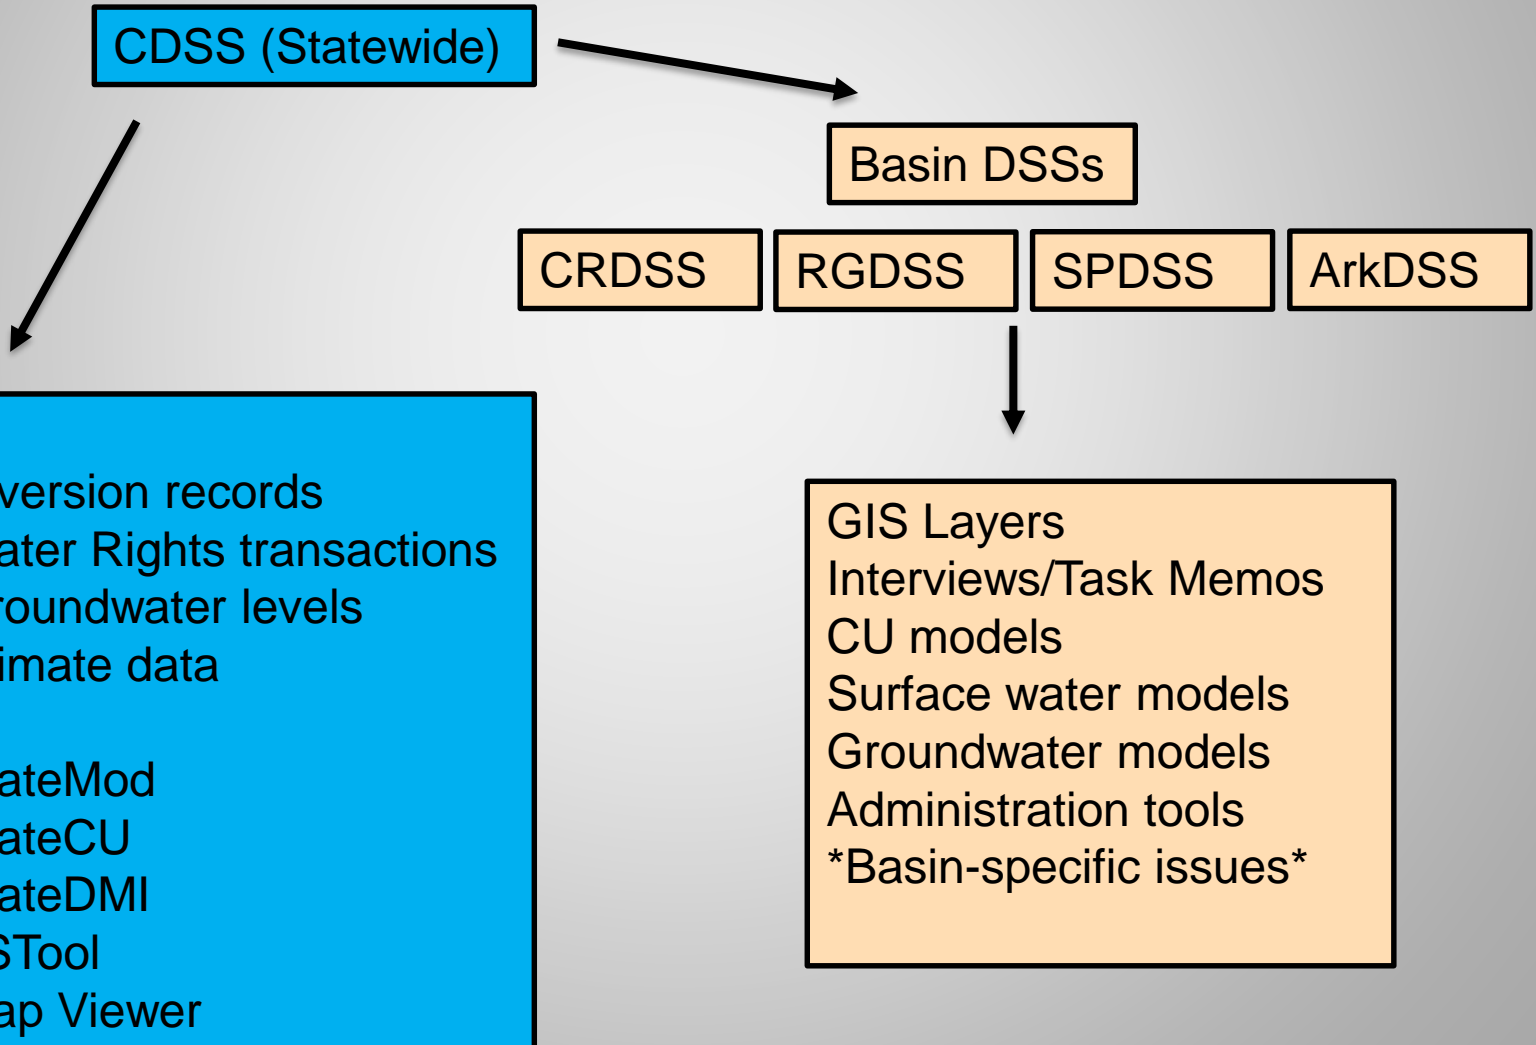 CDSS (Statewide)
Basin DSSs
CRDSS
RGDSS
SPDSS
ArkDSS
version records
ater Rights transactions
roundwater levels
imate data
ateMod
ateCU
ateDMI
STool
ap Viewer
GIS Layers
Interviews/Task Memos
CU models
Surface water models
Groundwater models
Administration tools
*Basin-specific issues*